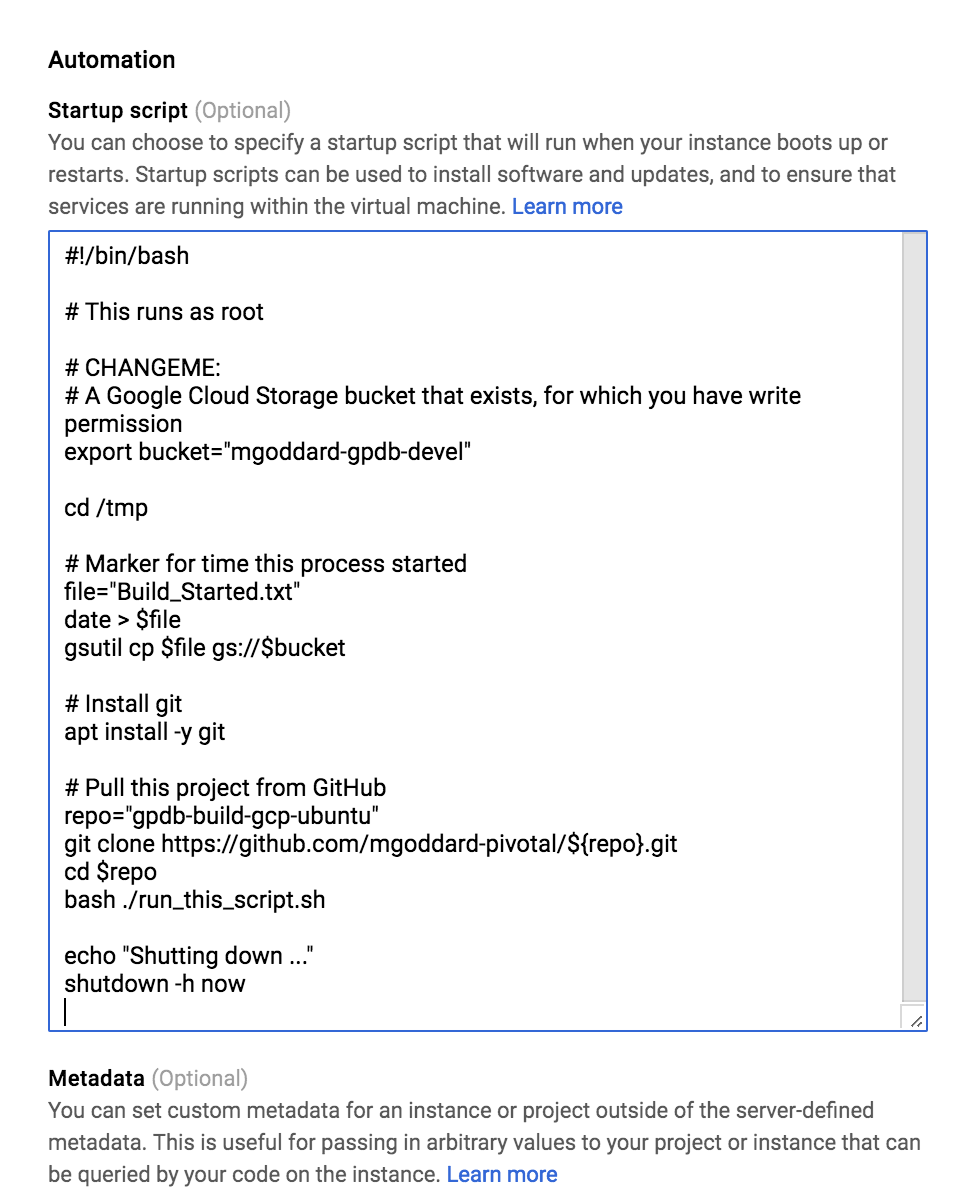 Automation
Startup script (Optional)
You can choose to specify a startup script that will run when your instance boots up or
restarts. Startup scripts can be used to install software and updates, and to ensure that
services are running within the virtual machine. Learn more
#!/bin/bash
# This runs as root
# CHANGEME:
# A Google Cloud Storage bucket that exists, for which you have write
permission
export bucket="mgoddard-gpdb-devel"
cd /tmp
# Marker for time this process started
file="Build_Started.txt"
date > $file
gsutil cp $file gs://$bucket
# Install git
apt install -y git
# Pull this project from GitHub
repo="gpdb-build-gcp-ubuntu"
git clone https://github.com/mgoddard-pivotal/${repo}.git
cd $repo
bash ./run_this_script.sh
echo "Shutting down ..."
shutdown -h now
Metadata (Optional)
You can set custom metadata for an instance or project outside of the server-defined
metadata. This is useful for passing in arbitrary values to your project or instance that can
be queried by your code on the instance. Learn more